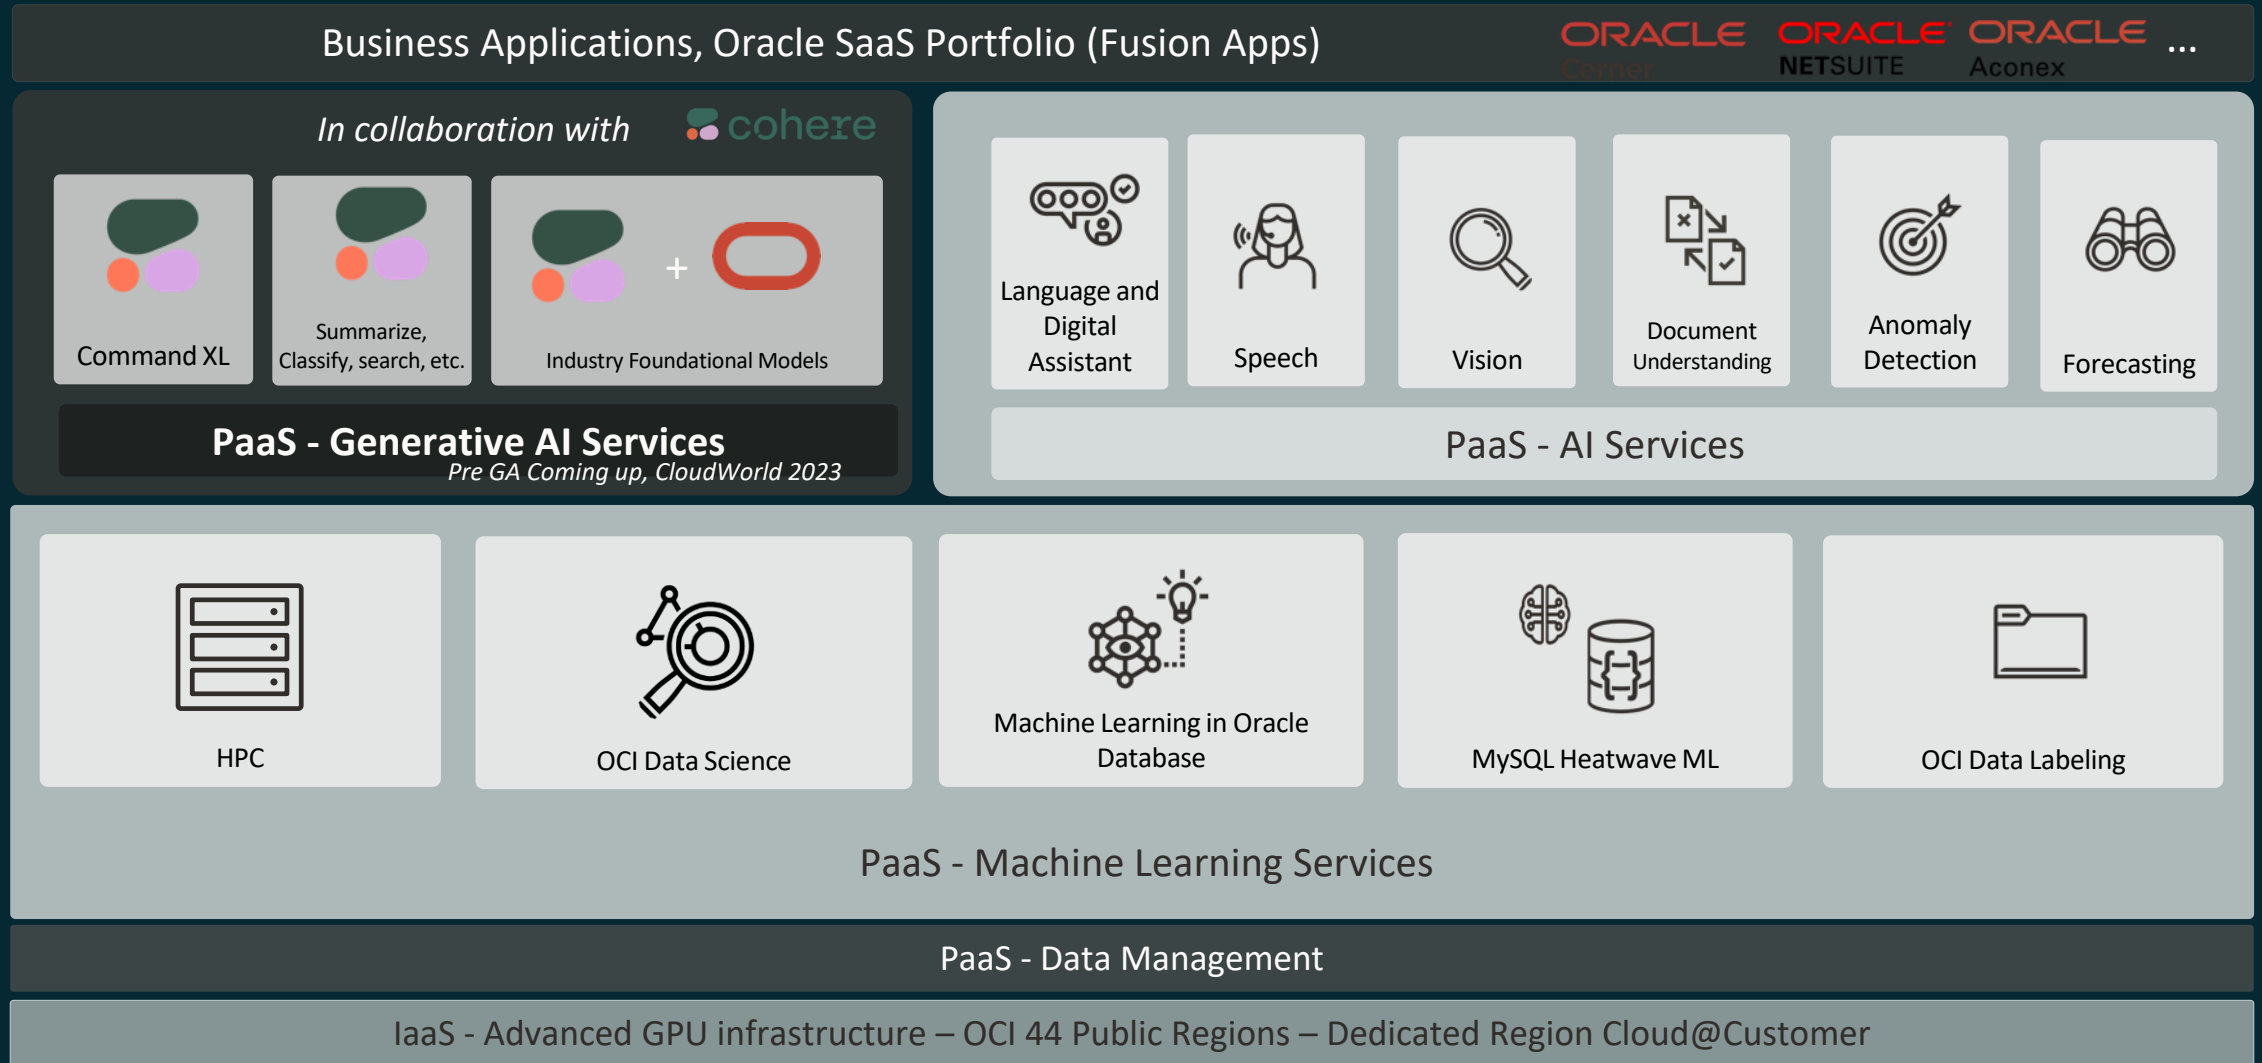 Business Applications, Oracle SaaS Portfolio (Fusion Apps)
ORACLE
Cerner
ORACLE
NETSUITE
ORACLE
Aconex
...
In collaboration with
cohere
Command XL
Summarize,
Classify, search, etc.
+
Industry Foundational Models
PaaS - Generative AI Services
Pre GA Coming up, CloudWorld 2023
Language and
Digital
Assistant
Speech
Vision
Document
Understanding
Anomaly
Detection
Forecasting
PaaS - AI Services
HPC
OCI Data Science
Machine Learning in Oracle
Database
MySQL Heatwave ML
OCI Data Labeling
PaaS - Machine Learning Services
PaaS - Data Management
IaaS - Advanced GPU infrastructure – OCI 44 Public Regions – Dedicated Region Cloud@Customer